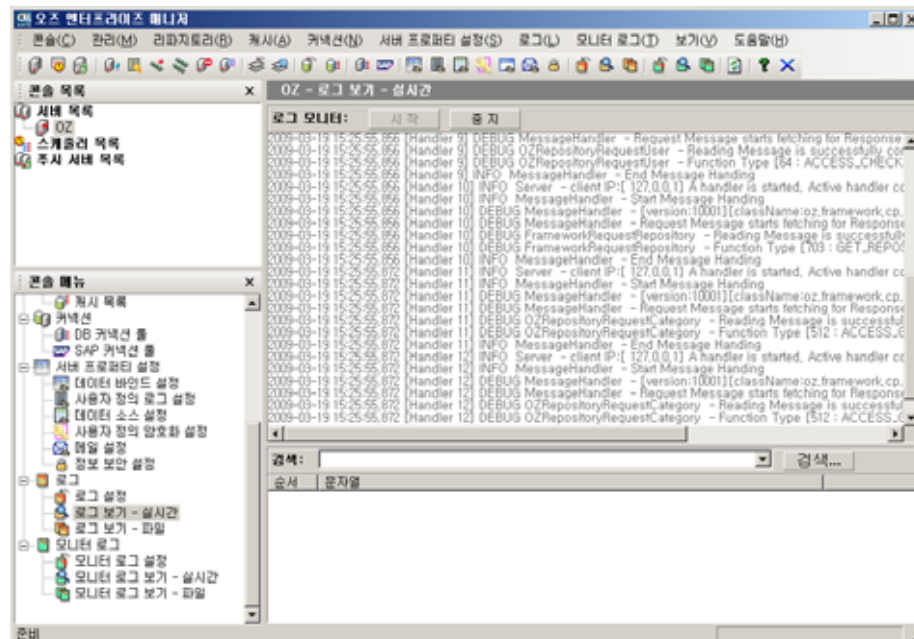 오즈 엔터프라이즈 매니저
콘솔(C) 관리(M) 리파지토리(R) 캐시(A) 커넥션(N) 서버 프로퍼티 설정(S) 로그(L) 모니터 로그(T) 보기(V) 도움말(H)
콘솔 목록
서버 목록
OZ
스케줄러 목록
주시 서버 목록
콘솔 메뉴
캐시 목록
커넥션
DB 커넥션 풀
SAP 커넥션 풀
서버 프로퍼티 설정
데이터 바인드 설정
사용자 정의 로그 설정
데이터 소스 설정
사용자 정의 암호화 설정
메일 설정
정보 보안 설정
로그
로그 설정
로그 보기 - 실시간
로그 보기 - 파일
모니터 로그
모니터 로그 설정
모니터 로그 보기 - 실시간
모니터 로그 보기 - 파일
OZ - 로그 보기 - 실시간
로그 모니터: 시 작 중 지
2009-03-19 15:25:55,856 [Handler 9] DEBUG MessageHandler - Request Message starts fetching for Response
2009-03-19 15:25:55,856 [Handler 9] DEBUG OZRepositoryRequestUser - Reading Message is successfully co
2009-03-19 15:25:55,856 [Handler 9] DEBUG OZRepositoryRequestUser - Function Type [64 : ACCESS_CHECK
2009-03-19 15:25:55,856 [Handler 9] INFO MessageHandler - End Message Handing
2009-03-19 15:25:55,856 [Handler 10] INFO Server - client IP:[ 127.0.0.1] A handler is started, Active handler co
2009-03-19 15:25:55,856 [Handler 10] INFO MessageHandler - Start Message Handing
2009-03-19 15:25:55,856 [Handler 10] DEBUG MessageHandler - [version:10001][className:oz.framework.cp.
2009-03-19 15:25:55,856 [Handler 10] DEBUG MessageHandler - Request Message starts fetching for Response
2009-03-19 15:25:55,856 [Handler 10] DEBUG FrameworkRequestRepository - Reading Message is successfully
2009-03-19 15:25:55,856 [Handler 10] DEBUG FrameworkRequestRepository - Function Type [703 : GET_REPOS
2009-03-19 15:25:55,856 [Handler 10] INFO MessageHandler - End Message Handing
2009-03-19 15:25:55,872 [Handler 11] INFO Server - client IP:[ 127.0.0.1] A handler is started, Active handler co
2009-03-19 15:25:55,872 [Handler 11] INFO MessageHandler - Start Message Handing
2009-03-19 15:25:55,872 [Handler 11] DEBUG MessageHandler - [version:10001][className:oz.framework.cp.
2009-03-19 15:25:55,872 [Handler 11] DEBUG MessageHandler - Request Message starts fetching for Response
2009-03-19 15:25:55,872 [Handler 11] DEBUG OZRepositoryRequestCategory - Reading Message is successful
2009-03-19 15:25:55,872 [Handler 11] DEBUG OZRepositoryRequestCategory - Function Type [512 : ACCESS_C
2009-03-19 15:25:55,872 [Handler 11] INFO MessageHandler - End Message Handing
2009-03-19 15:25:55,872 [Handler 12] INFO Server - client IP:[ 127.0.0.1] A handler is started, Active handler co
2009-03-19 15:25:55,872 [Handler 12] INFO MessageHandler - Start Message Handing
2009-03-19 15:25:55,872 [Handler 12] DEBUG MessageHandler - [version:10001][className:oz.framework.cp.
2009-03-19 15:25:55,872 [Handler 12] DEBUG MessageHandler - Request Message starts fetching for Response
2009-03-19 15:25:55,872 [Handler 12] DEBUG OZRepositoryRequestCategory - Reading Message is successful
2009-03-19 15:25:55,872 [Handler 12] DEBUG OZRepositoryRequestCategory - Function Type [512 : ACCESS_C
검색: 검색...
순서 문자열
준비